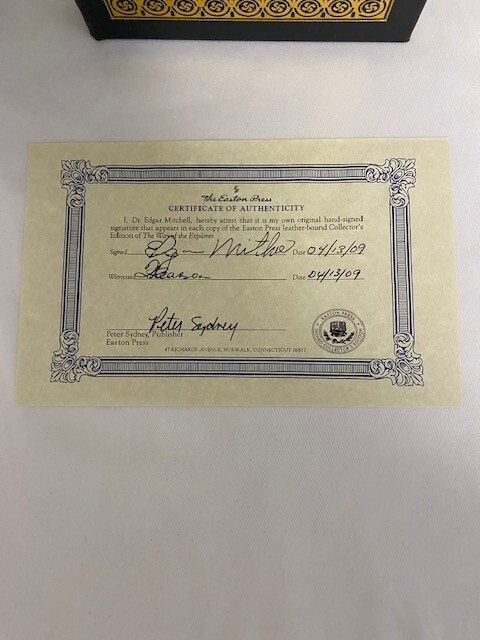 the Easton Press
CERTIFICATE OF AUTHENTICITY
I, Dr. Edgar Mitchell, hereby attest that it is my own original hand-signed
signature that appears in each copy of the Easton Press leather-bound Collector's
Edition of The Way of the Explorer.
Signed Date 04/13/09
Witnessed Date 04/13/09
Peter Sydney
Peter Sydney, Publisher
Easton Press
47 RICHARDS AVENUE, NORWALK, CONNECTICUT 06857
EASTON PRESS